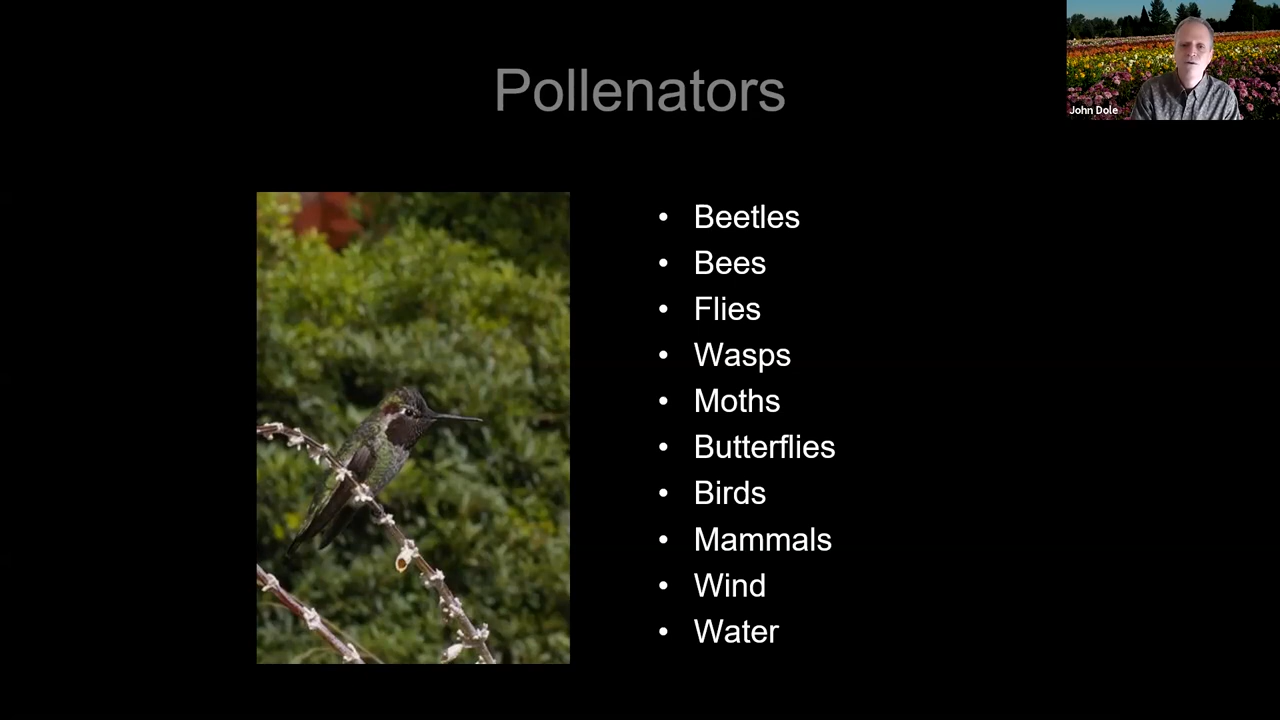 Pollenators
John Dole
• Beetles
• Bees
• Flies
• Wasps
• Moths
• Butterflies
• Birds
• Mammals
• Wind
• Water